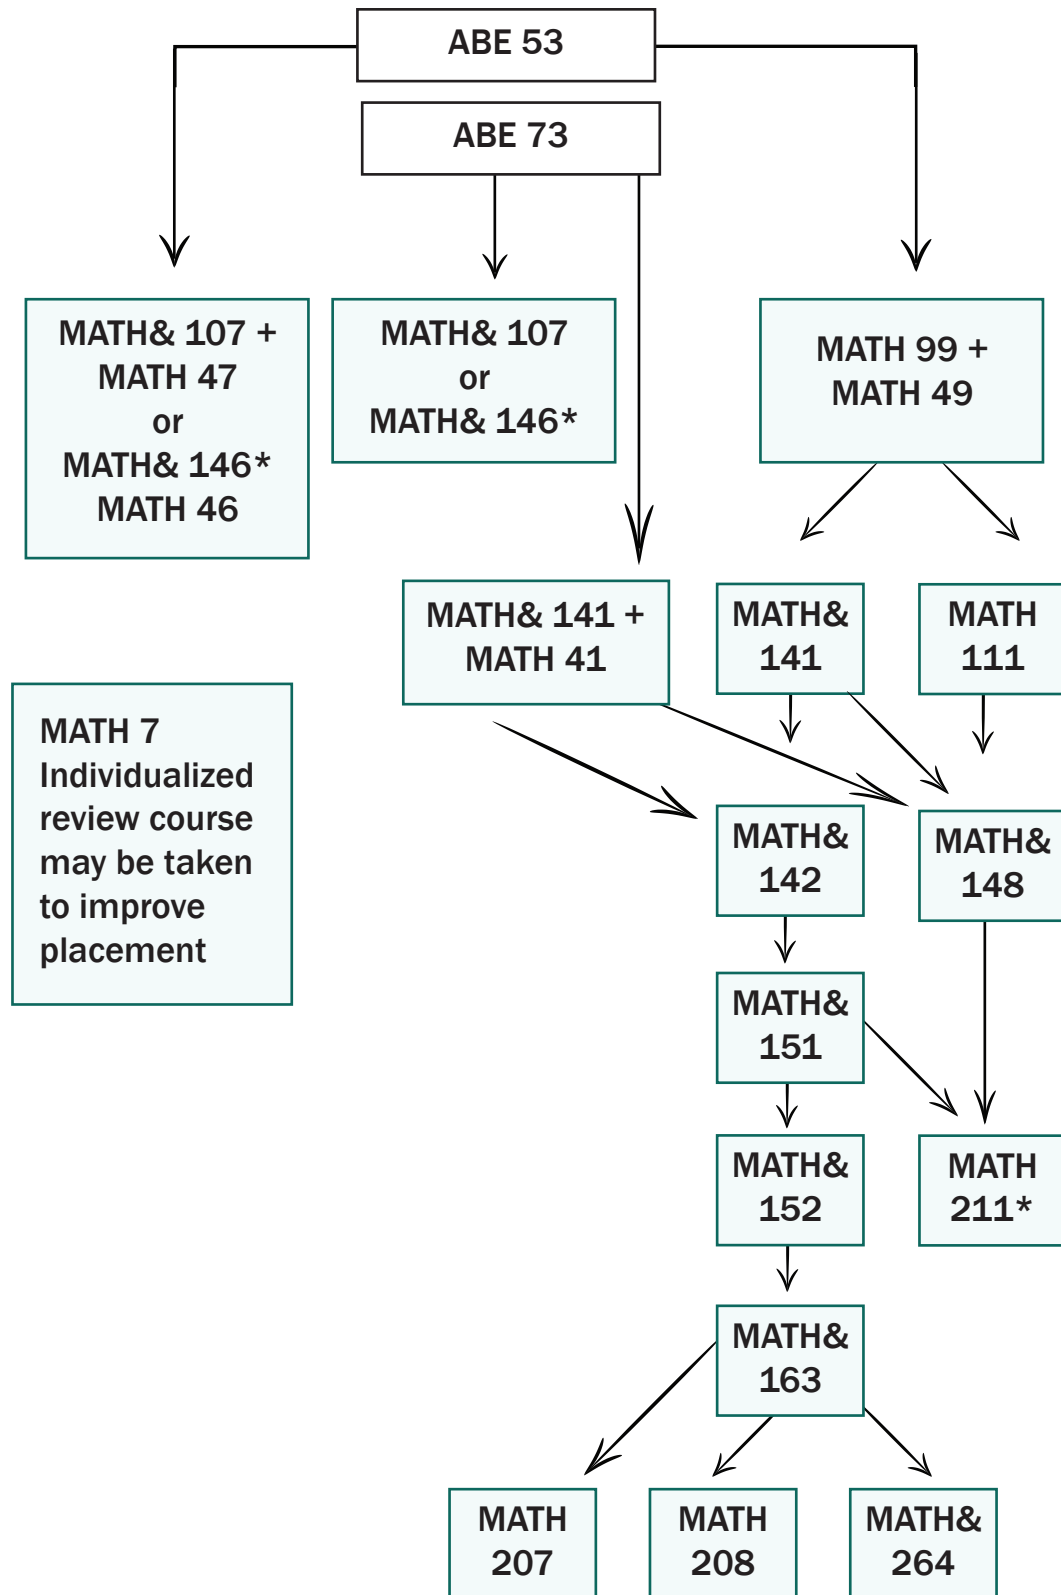 ABE 53
ABE 73
MATH& 107 +
MATH 47
or
MATH& 146*
MATH 46
MATH& 107
or
MATH& 146*
MATH 99 +
MATH 49
MATH& 141 +
MATH 41
MATH&
141
MATH
111
MATH 7
Individualized
review course
may be taken
to improve
placement
MATH&
142
MATH&
148
MATH&
151
MATH&
152
MATH
211*
MATH&
163
MATH
207
MATH
208
MATH&
264